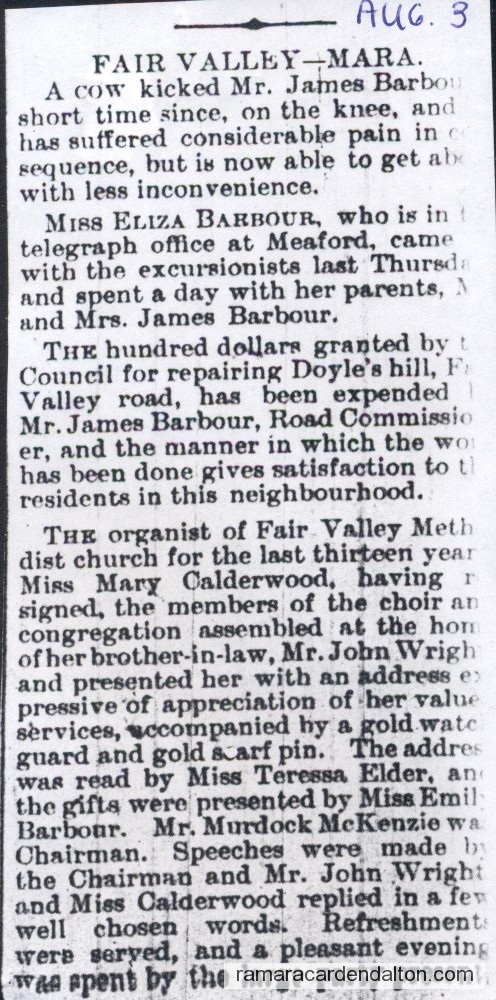 AUG. 3
FAIR VALLEY—MARA.
A COW kicked Mr. James Barbou
short time since, on the knee, and
has suffered considerable pain in c
sequence, but is now able to get ab
with less inconvenience.
MISS ELIZA BARBOUR, who is in t
telegraph office at Meaford, came
with the excursionists last Thursda
and spent a day with her parents, M
and Mrs. James Barbour.
THE hundred dollars granted by t
Council for repairing Doyle's hill, Fa
Valley road, has been expended
Mr. James Barbour, Road Commissio
er, and the manner in which the wo
has been done gives satisfaction to t
residents in this neighbourhood.
THE organist of Fair Valley Meth
dist church for the last thirteen year
Miss Mary Calderwood, having r
signed, the members of the choir an
congregation assembled at the hom
of her brother-in-law, Mr. John Wrigh
and presented her with an address ex
pressive of appreciation of her value
services, accompanied by a gold watc
guard and gold scarf pin. The addres
was read by Miss Teressa Elder, an
the gifts were presented by Miss Emil
Barbour. Mr. Murdock McKenzie wa
Chairman. Speeches were made by
the Chairman and Mr. John Wright
and Miss Calderwood replied in a few
well chosen words. Refreshments
were served, and a pleasant evening
was spent by the
ramaracardendalton.com